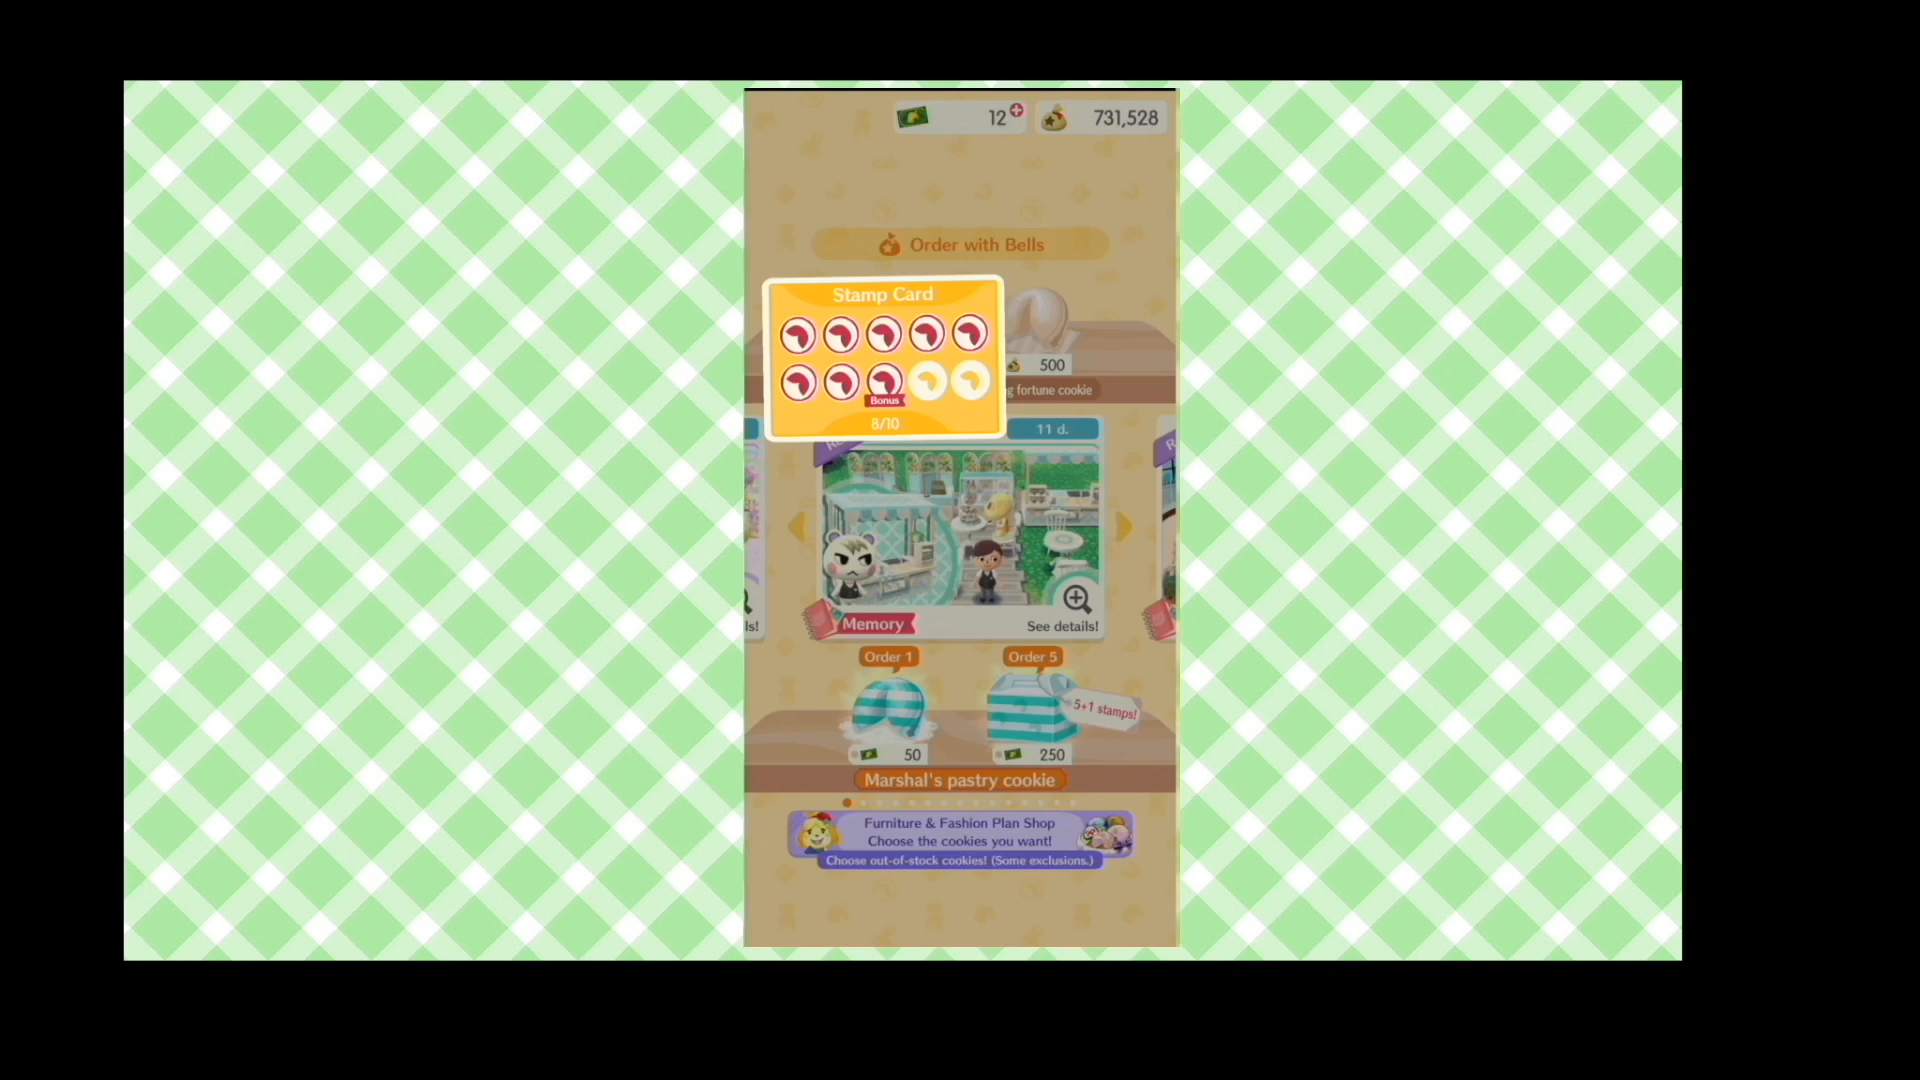 12
731,528
Order with Bells
Stamp Card
Bonus
8/10
500
g fortune cookie
11 d.
Memory
See details!
ls!
Order 1
Order 5
5+1 stamps!
50
250
Marshal's pastry cookie
Furniture & Fashion Plan Shop
Choose the cookies you want!
Choose out-of-stock cookies! (Some exclusions.)